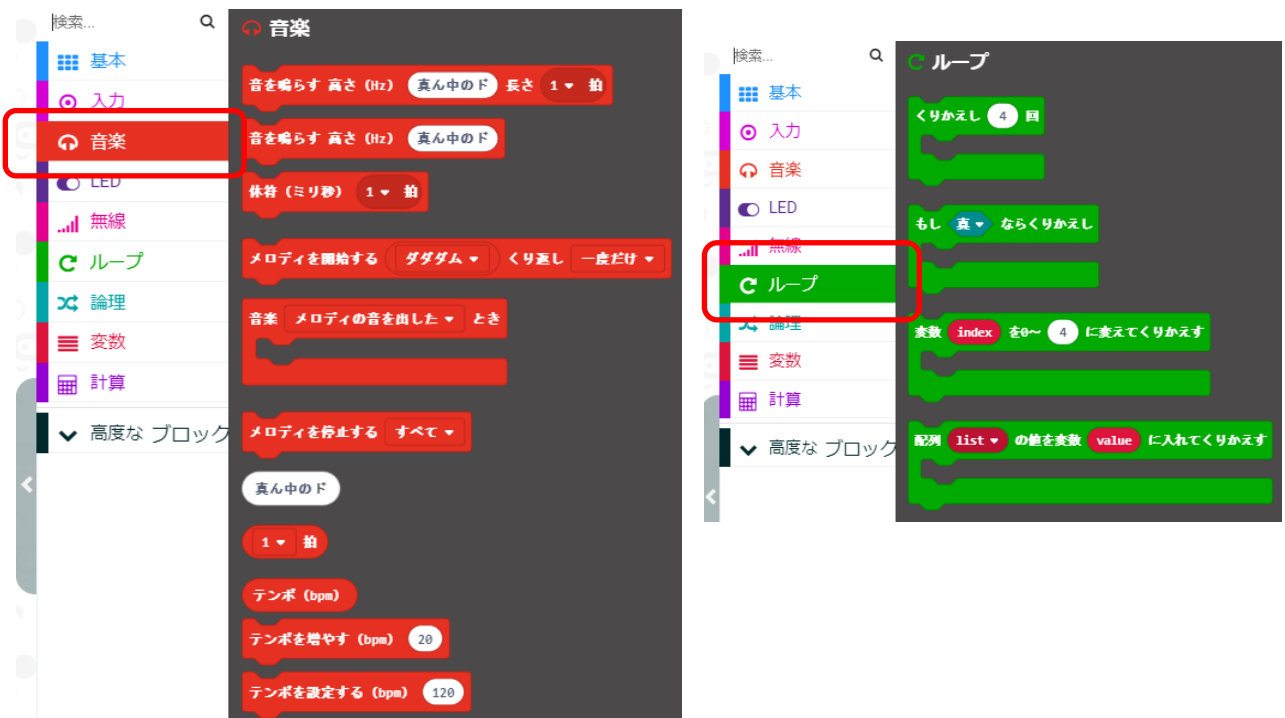 検索...
基本
入力
音楽
LED
無線
ループ
論理
変数
計算
高度な ブロック
音楽
音を鳴らす 高さ (Hz) 真ん中のド 長さ 1 拍
音を鳴らす 高さ (Hz) 真ん中のド
休符 (ミリ秒) 1 拍
メロディを開始する ダダダム くり返し 一度だけ
音楽 メロディの音を出した とき
メロディを停止する すべて
真ん中のド
1 拍
テンポ (bpm)
テンポを増やす (bpm) 20
テンポを設定する (bpm) 120
検索...
基本
入力
音楽
LED
無線
ループ
論理
変数
計算
高度な ブロック
ループ
くりかえし 4 回
もし 真 ならくりかえし
変数 index を0～ 4 に変えてくりかえす
配列 list の値を変数 value に入れてくりかえす